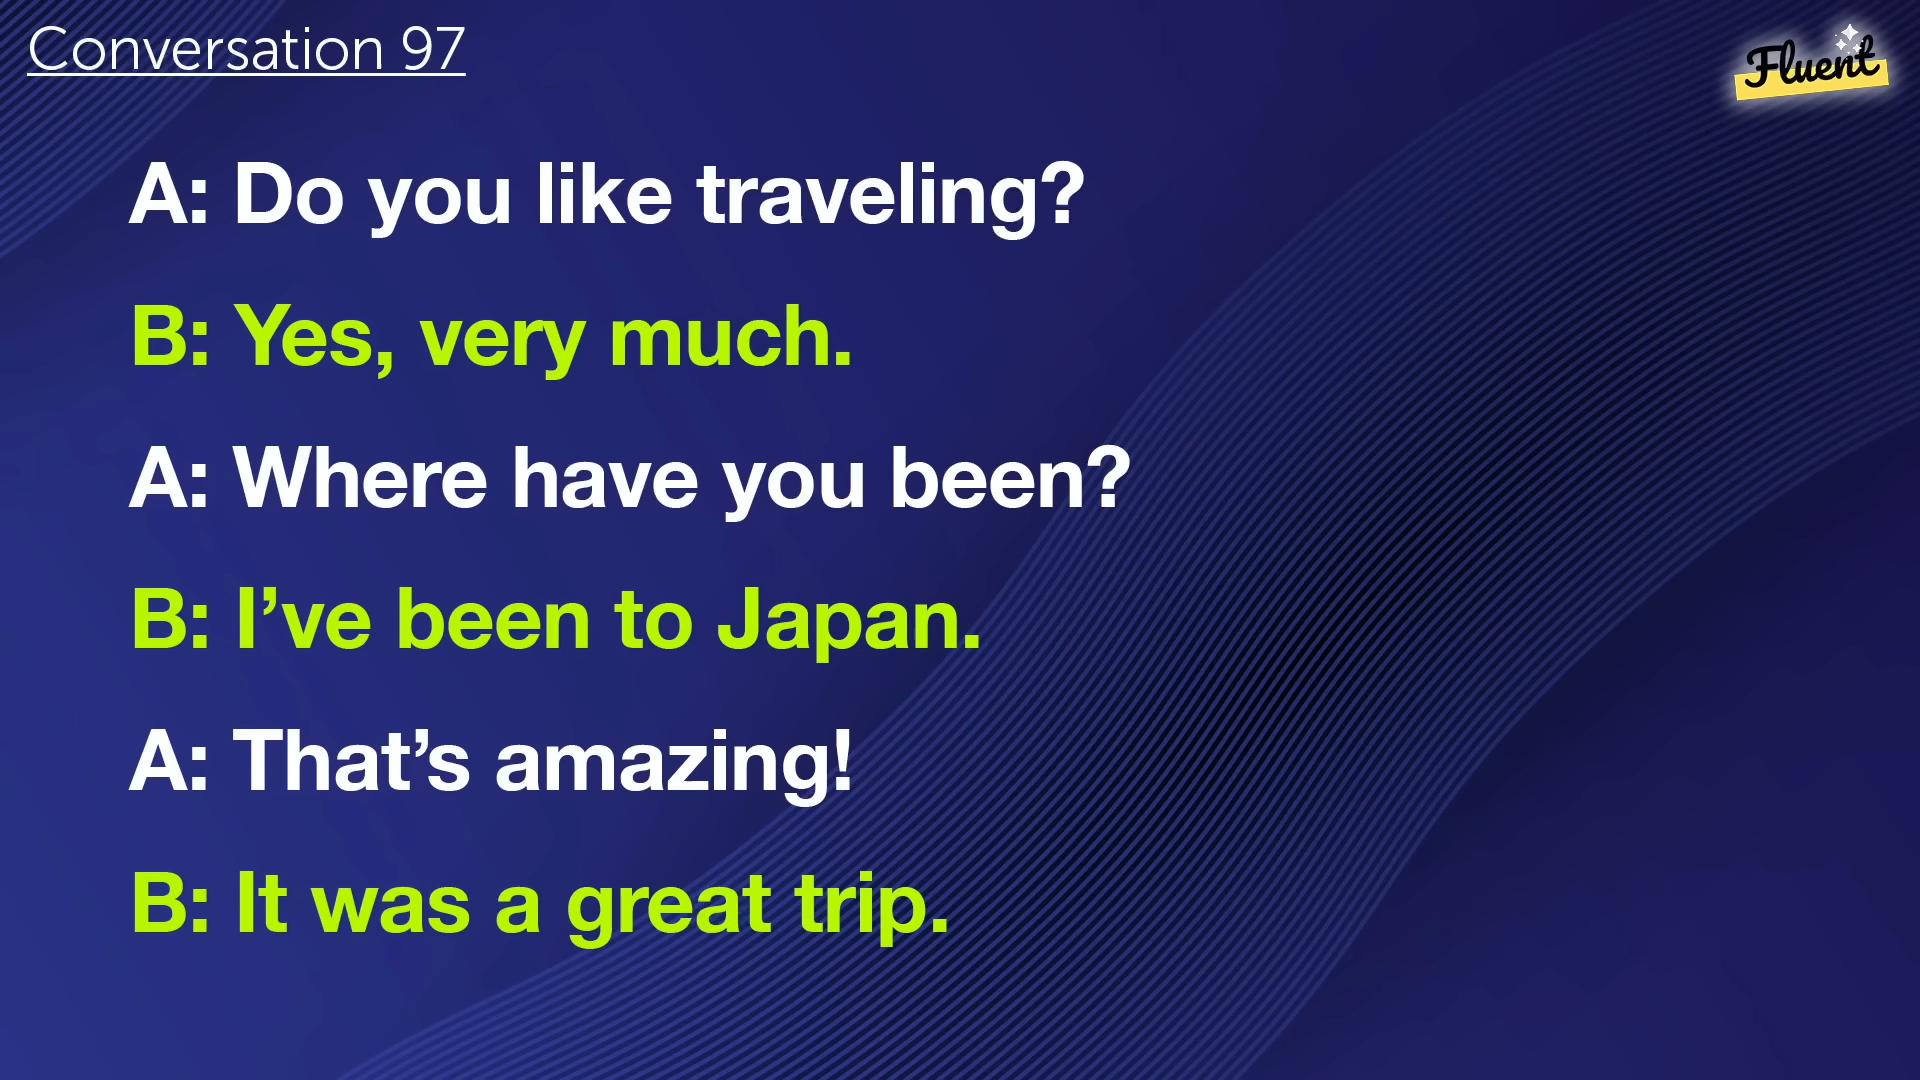 Conversation 97
Fluent
A: Do you like traveling?
B: Yes, very much.
A: Where have you been?
B: I’ve been to Japan.
A: That’s amazing!
B: It was a great trip.